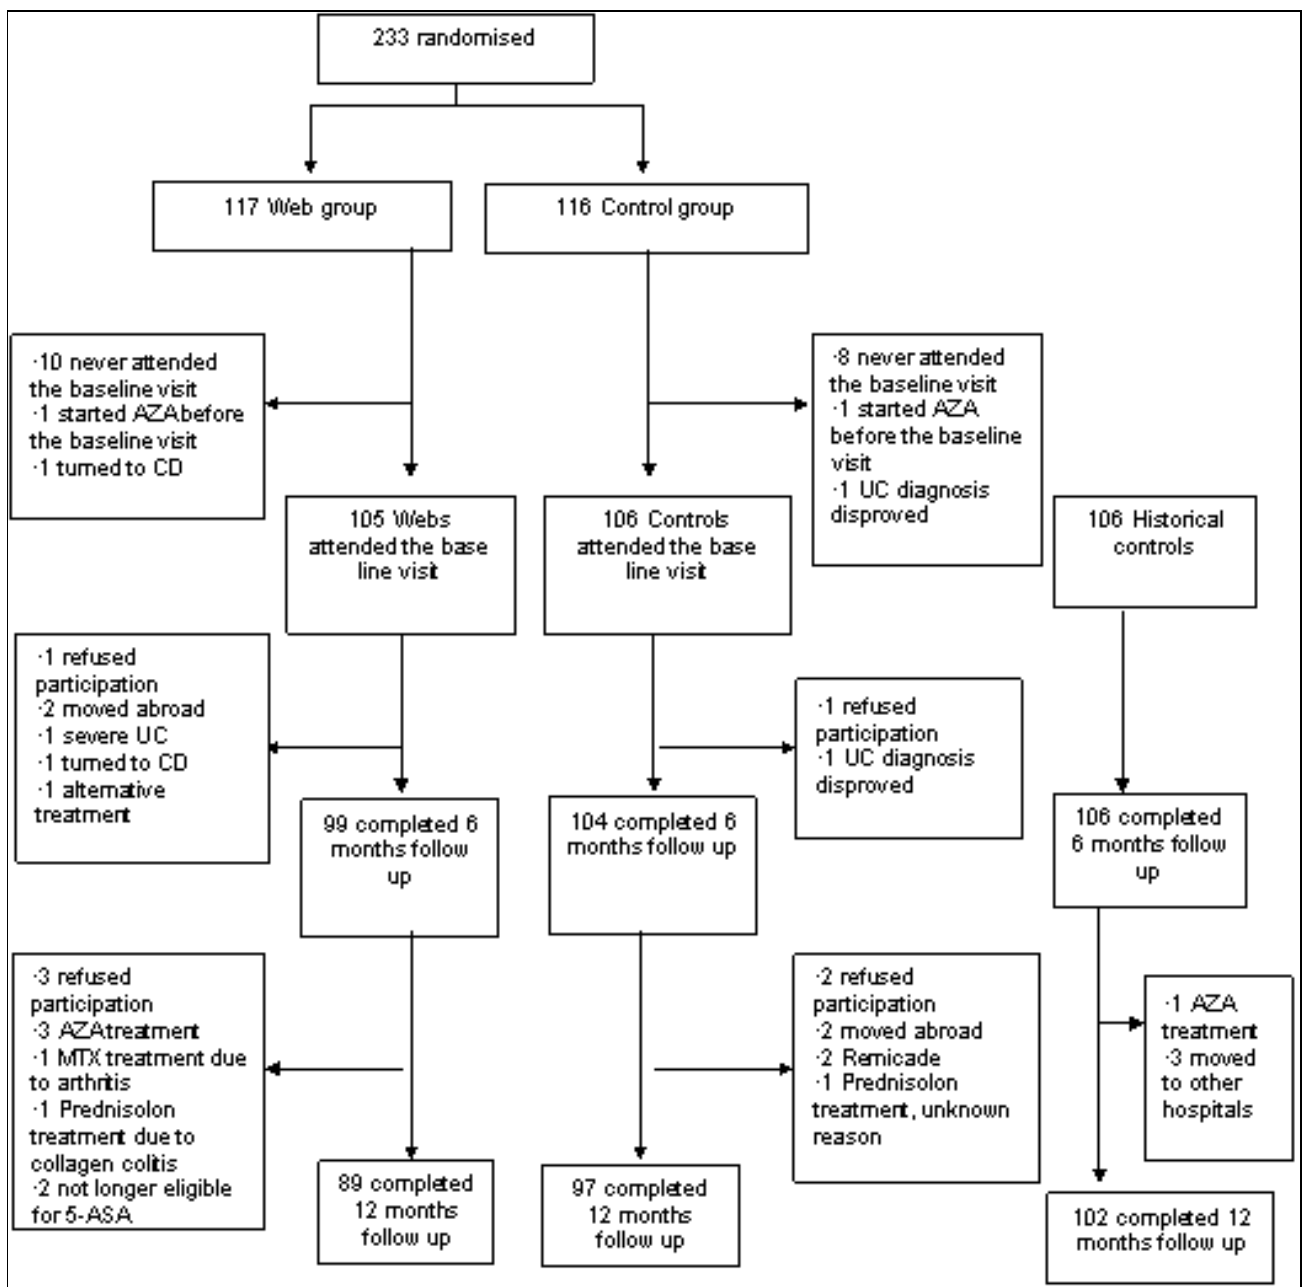 233 randomised
117 Web group
116 Control group
·10 never attended
the baseline visit
·1 started AZA before
the baseline visit
·1 turned to CD
·8 never attended
the baseline visit
·1 started AZA
before the baseline
visit
·1 UC diagnosis
disproved
105 Webs
attended the base
line visit
106 Controls
attended the base
line visit
106 Historical
controls
·1 refused
participation
·2 moved abroad
·1 severe UC
·1 turned to CD
·1 alternative
treatment
·1 refused
participation
·1 UC diagnosis
disproved
99 completed 6
months follow
up
104 completed 6
months follow up
106 completed
6 months follow
up
·3 refused
participation
·3 AZA treatment
·1 MTX treatment due
to arthritis
·1 Prednisolon
treatment due to
collagen colitis
·2 not longer eligible
for 5-ASA
·2 refused
participation
·2 moved abroad
·2 Remicade
·1 Prednisolon
treatment, unknown
reason
·1 AZA
treatment
·3 moved
to other
hospitals
89 completed
12 months
follow up
97 completed
12 months
follow up
102 completed 12
months follow up